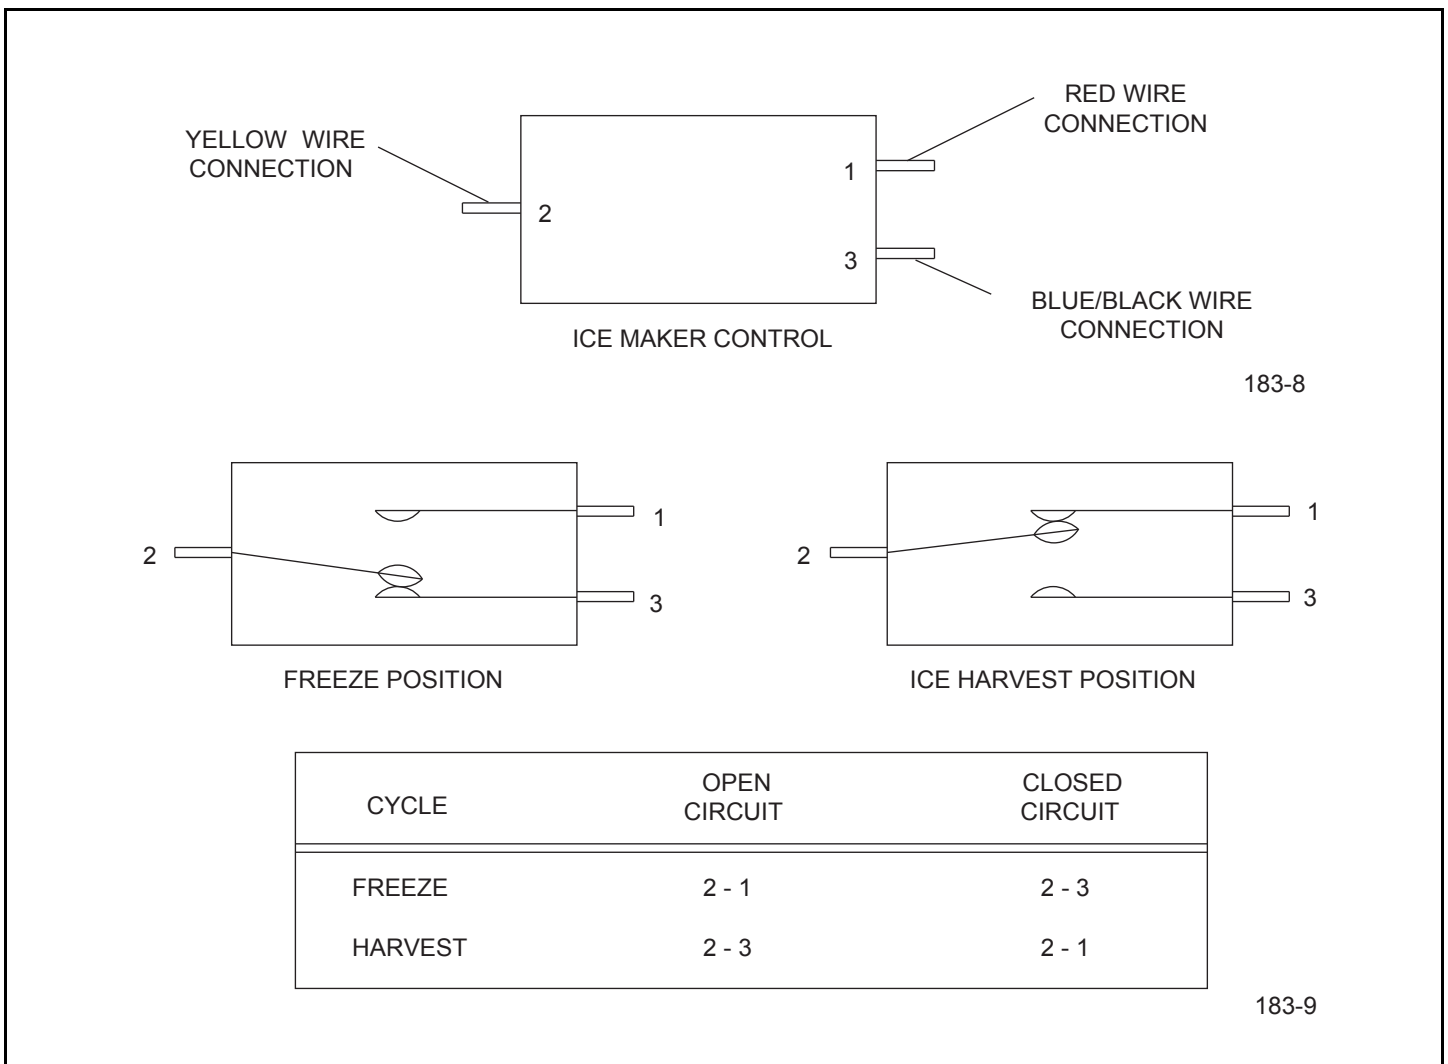 RED WIRE
CONNECTION
YELLOW WIRE
CONNECTION
1
2
3
BLUE/BLACK WIRE
CONNECTION
ICE MAKER CONTROL
183-8
1
2
3
FREEZE POSITION
1
2
3
ICE HARVEST POSITION
CYCLE OPEN CIRCUIT CLOSED CIRCUIT
FREEZE 2 - 1 2 - 3
HARVEST 2 - 3 2 - 1
183-9